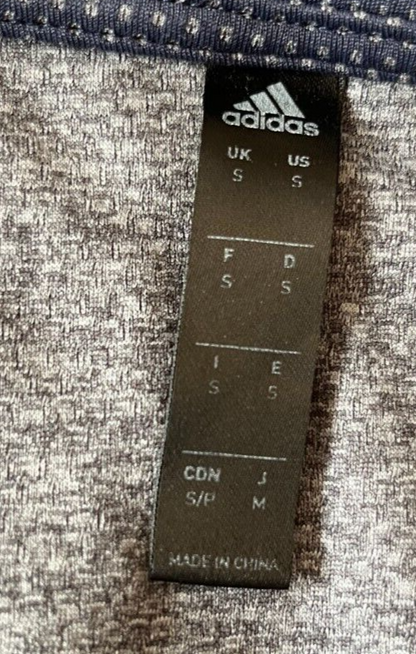 adidas
UK US
S S
F D
S S
I E
S S
CDN J
S/P M
MADE IN CHINA